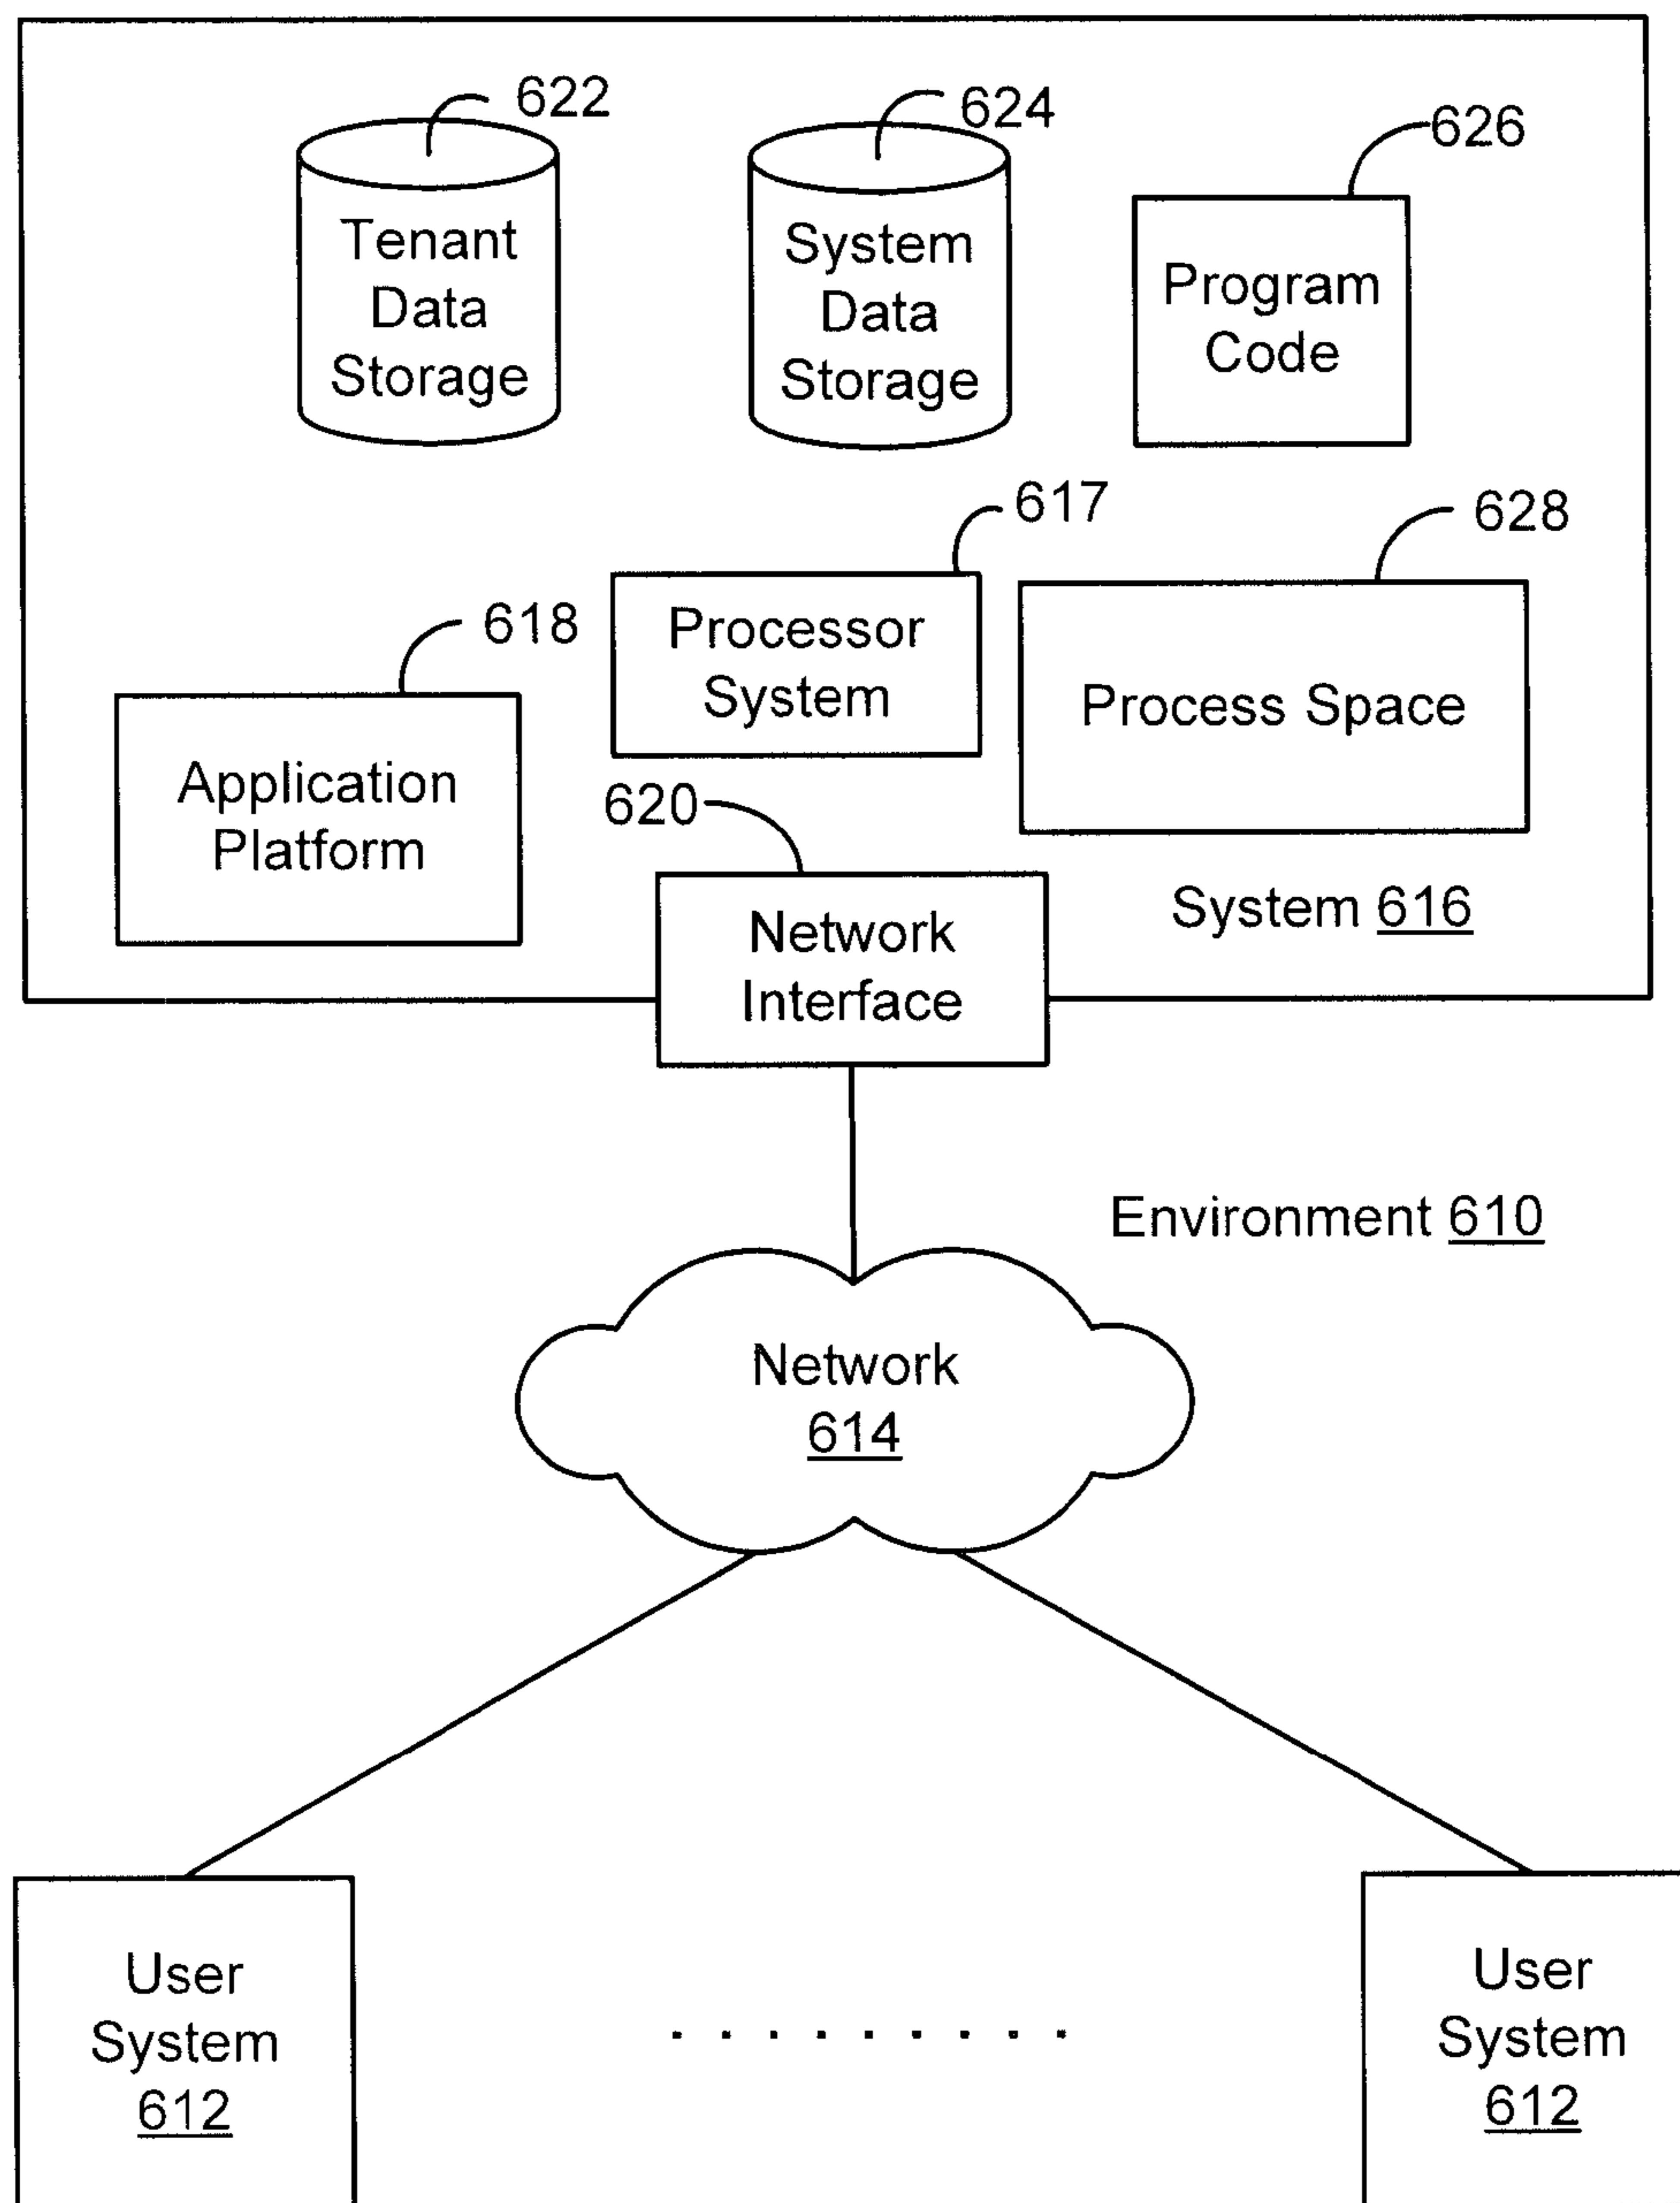 622
624
626
Tenant
Data
Storage
System
Data
Storage
Program
Code
617
628
618
Processor
System
Process Space
Application
Platform
620
System 616
Network
Interface
Environment 610
Network
614
User
System
612
User
System
612